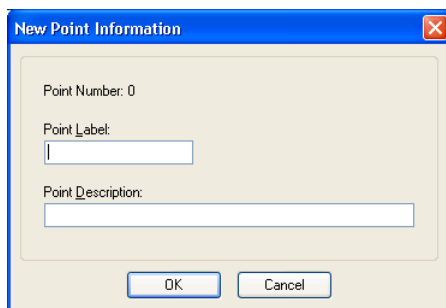 New Point Information
Point Number: 0
Point Label:
Point Description:
OK
Cancel